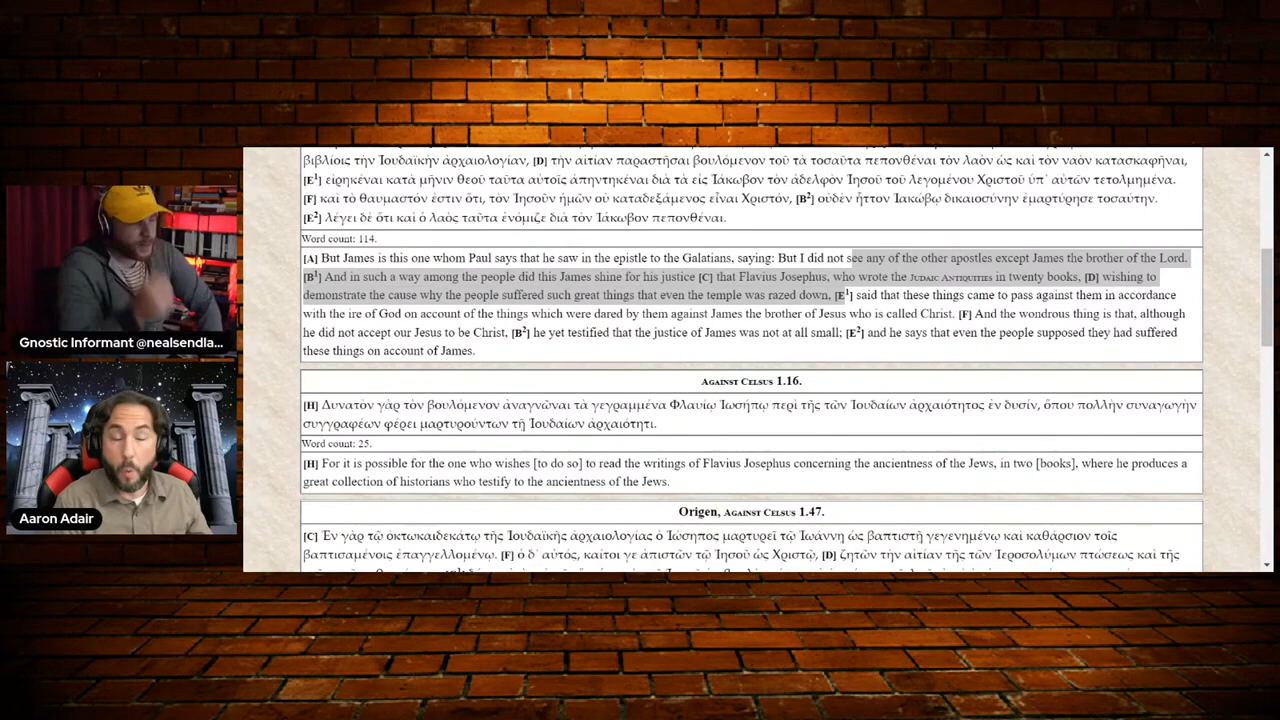 βιβλίοις τὴν Ἰουδαϊκὴν ἀρχαιολογίαν, [D] τὴν αἰτίαν παραστῆσαι βουλόμενον τοῦ τὰ τοσαῦτα πεπονθέναι τὸν λαὸν ὡς καὶ τὸν ναὸν κατασκαφῆναι,
[E1] εἰρηκέναι κατὰ μῆνιν θεοῦ ταῦτα αὐτοῖς ἀπηντηκέναι διὰ τὰ εἰς Ἰάκωβον τὸν ἀδελφὸν Ἰησοῦ τοῦ λεγομένου Χριστοῦ ὑπ᾽ αὐτῶν τετολμημένα.
[F] καὶ τὸ θαυμαστόν ἐστιν ὅτι, τὸν Ἰησοῦν ἡμῶν οὐ καταδεξάμενος εἶναι Χριστόν, [B2] οὐδὲν ἧττον Ἰακώβῳ δικαιοσύνην ἐμαρτύρησε τοσαύτην.
[E2] λέγει δὲ ὅτι καὶ ὁ λαὸς ταῦτα ἐνόμιζε διὰ τὸν Ἰάκωβον πεπονθέναι.
Word count: 114.
[A] But James is this one whom Paul says that he saw in the epistle to the Galatians, saying: But I did not see any of the other apostles except James the brother of the Lord.
[B1] And in such a way among the people did this James shine for his justice [C] that Flavius Josephus, who wrote the Judaic Antiquities in twenty books, [D] wishing to
demonstrate the cause why the people suffered such great things that even the temple was razed down, [E1] said that these things came to pass against them in accordance
with the ire of God on account of the things which were dared by them against James the brother of Jesus who is called Christ. [F] And the wondrous thing is that, although
he did not accept our Jesus to be Christ, [B2] he yet testified that the justice of James was not at all small; [E2] and he says that even the people supposed they had suffered
these things on account of James.
Against Celsus 1.16.
[H] Δυνατὸν γὰρ τὸν βουλόμενον ἀναγνῶναι τὰ γεγραμμένα Φλαυΐῳ Ἰωσήπῳ περὶ τῆς τῶν Ἰουδαίων ἀρχαιότητος ἐν δυσίν, ὅπου πολλὴν συναγωγὴν
συγγραφέων φέρει μαρτυρούντων τῇ Ἰουδαίων ἀρχαιότητι.
Word count: 25.
[H] For it is possible for the one who wishes [to do so] to read the writings of Flavius Josephus concerning the ancientness of the Jews, in two [books], where he produces a
great collection of historians who testify to the ancientness of the Jews.
Origen, Against Celsus 1.47.
[C] Ἐν γὰρ τῷ ὀκτωκαιδεκάτῳ τῆς Ἰουδαϊκῆς ἀρχαιολογίας ὁ Ἰώσηπος μαρτυρεῖ τῷ Ἰωάννῃ ὡς βαπτιστῇ γεγενημένῳ καὶ καθάρσιον τοῖς
βαπτισαμένοις ἐπαγγελλομένῳ. [F] ὁ δ᾽ αὐτός, καίτοι γε ἀπιστῶν τῷ Ἰησοῦ ὡς Χριστῷ, [D] ζητῶν τὴν αἰτίαν τῆς τῶν Ἱεροσολύμων πτώσεως καὶ τῆς
Gnostic Informant @nealsendla...
Aaron Adair